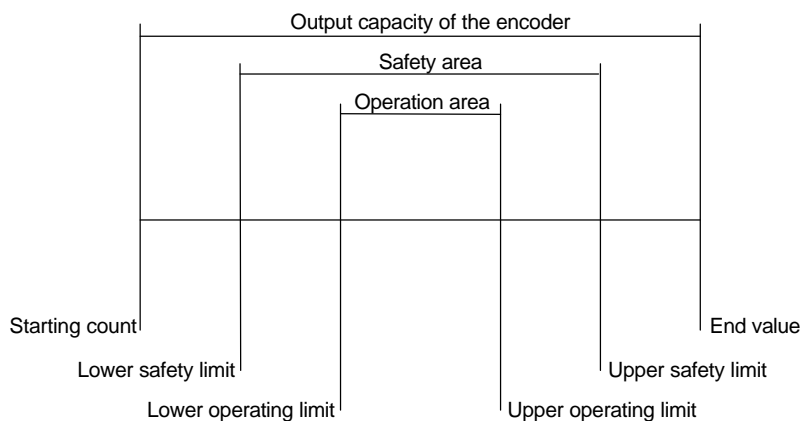 Output capacity of the encoder
Safety area
Operation area
Starting count
End value
Lower safety limit
Upper safety limit
Lower operating limit
Upper operating limit